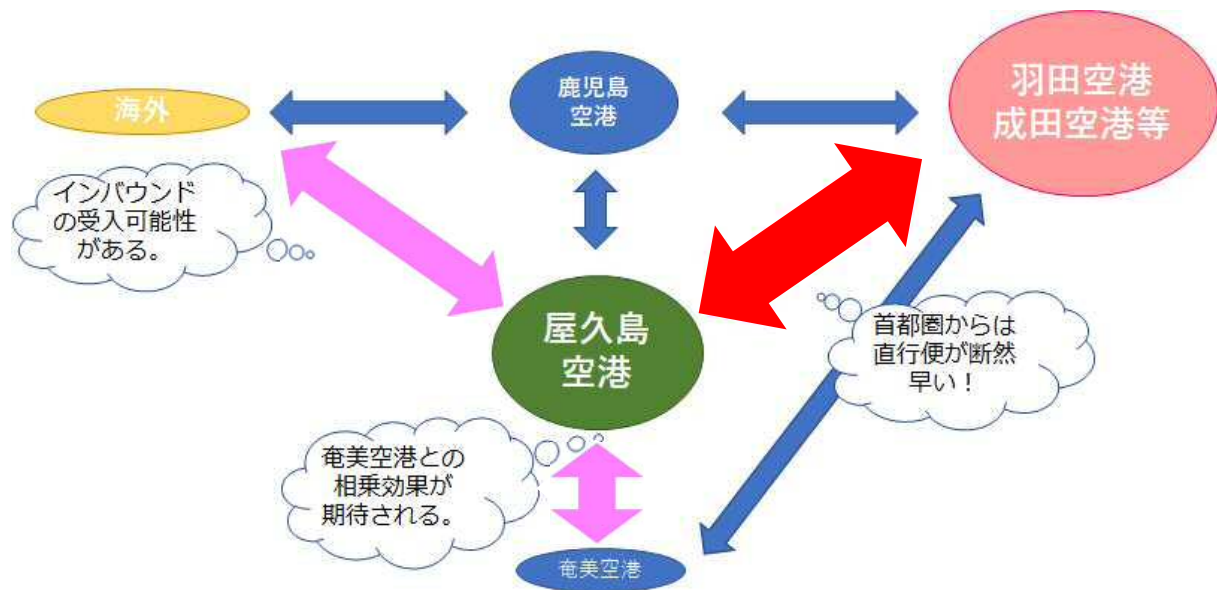 海外
鹿児島
空港
羽田空港
成田空港等
インバウンド
の受入可能性
がある。
屋久島
空港
首都圏からは
直行便が断然
早い！
奄美空港との
相乗効果が
期待される。
奄美空港